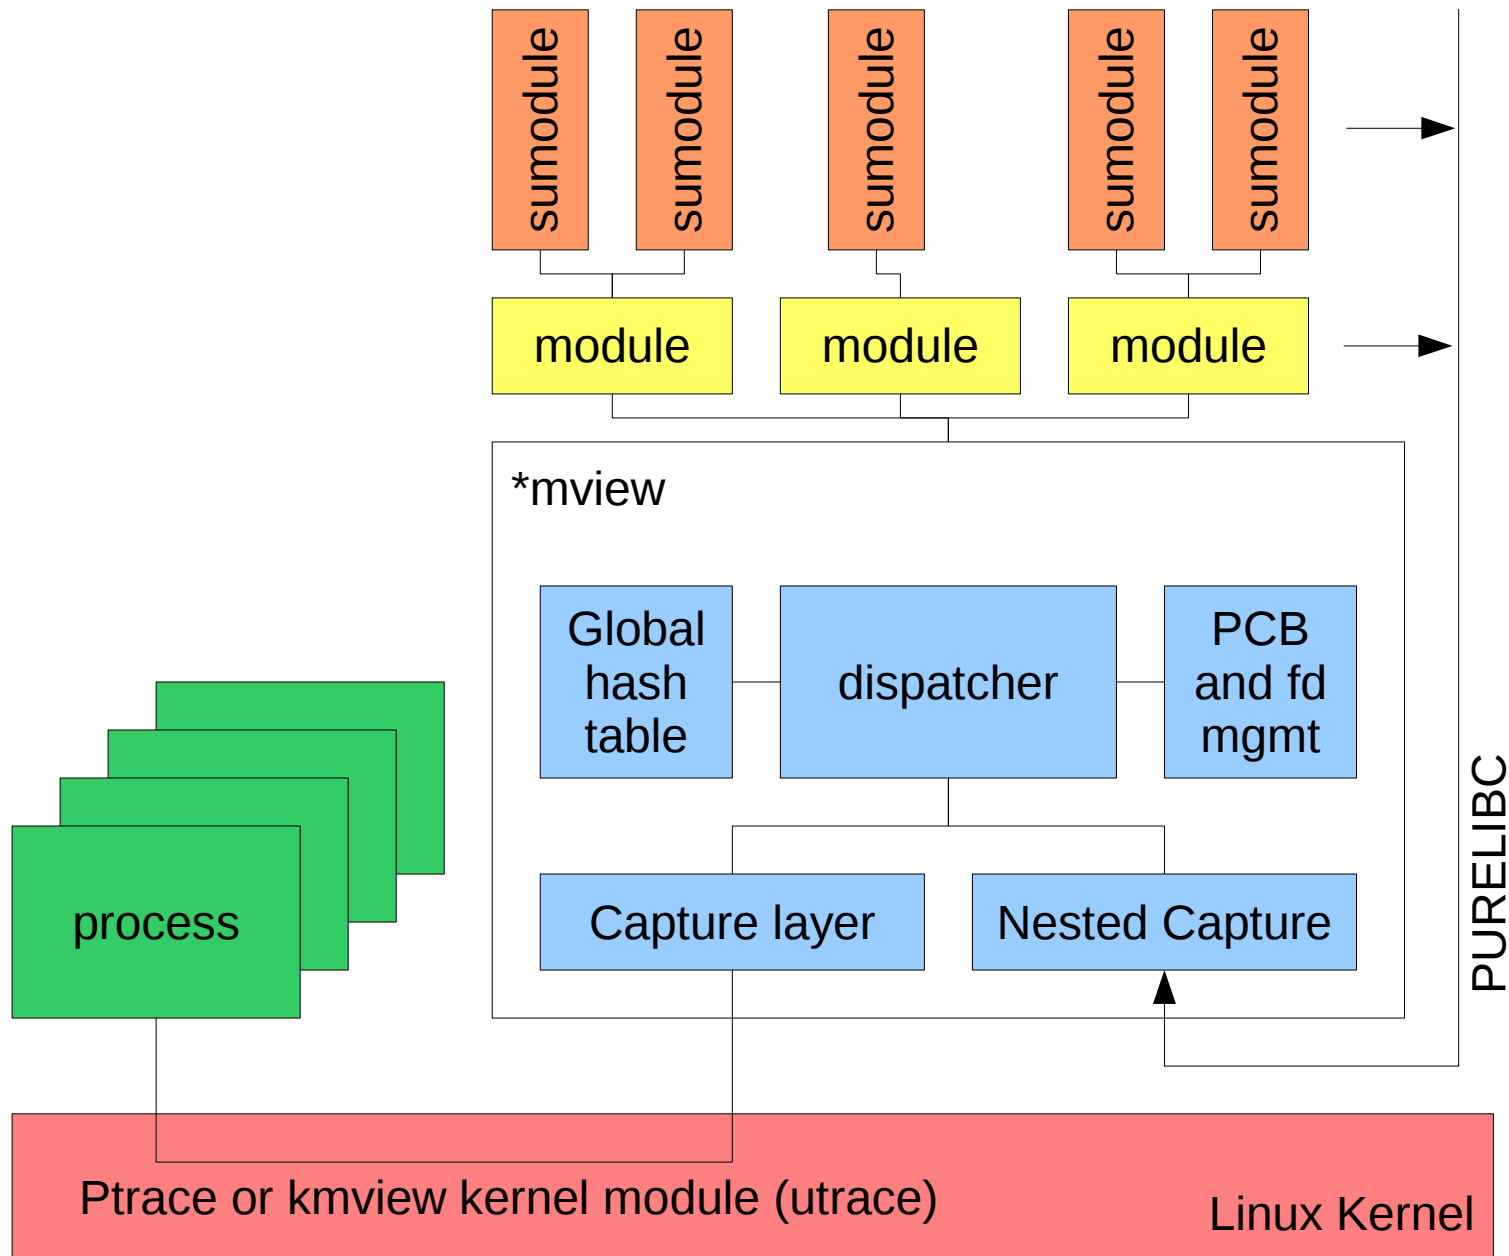 sumodule
sumodule
sumodule
sumodule
sumodule
module
module
module
*mview
Global
hash
table
dispatcher
PCB
and fd
mgmt
PURELIBC
process
Capture layer
Nested Capture
Ptrace or kmview kernel module (utrace)
Linux Kernel